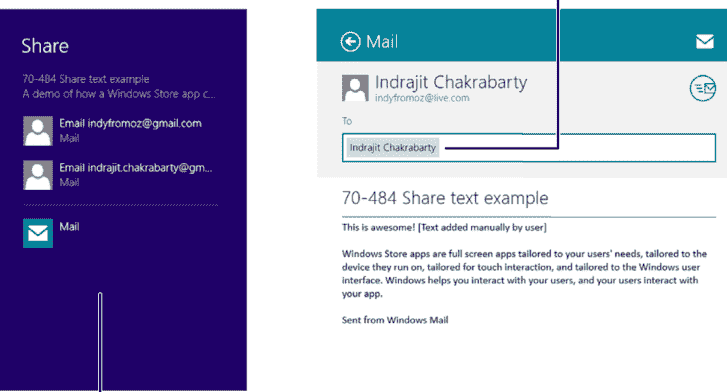 Share
70-484 Share text example
A demo of how a Windows Store app c...
Email indyfromoz@gmail.com
Mail
Email indrajit.chakrabarty@gm...
Mail
Mail
Mail
Indrajit Chakrabarty
indyfromoz@live.com
To
Indrajit Chakrabarty
70-484 Share text example
This is awesome! [Text added manually by user]
Windows Store apps are full screen apps tailored to your users' needs, tailored to the
device they run on, tailored for touch interaction, and tailored to the Windows user
interface. Windows helps you interact with your users, and your users interact with
your app.
Sent from Windows Mail